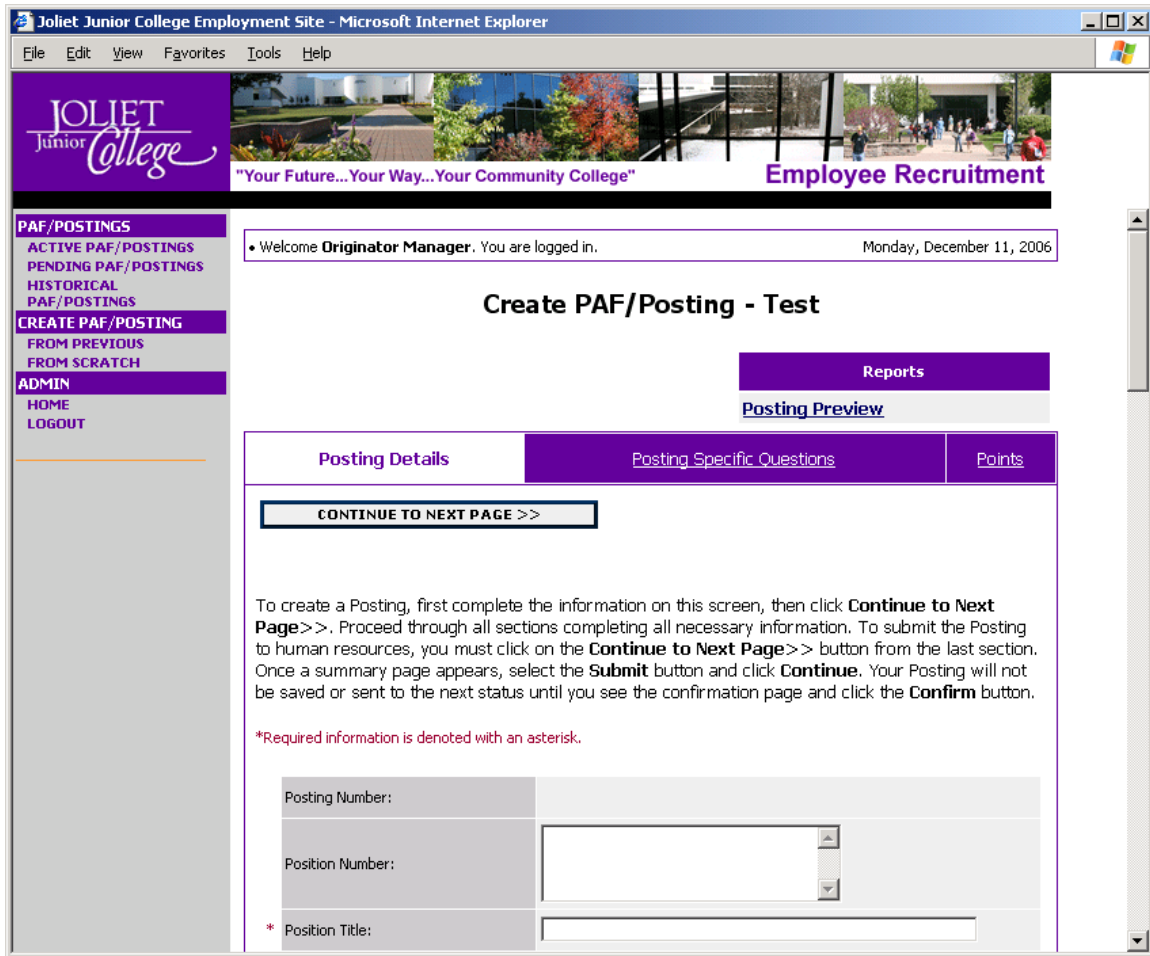 Joliet Junior College Employment Site - Microsoft Internet Explorer
File Edit View Favorites Tools Help
JOLIET
Junior College
"Your Future...Your Way...Your Community College"
Employee Recruitment
PAF/POSTINGS
ACTIVE PAF/POSTINGS
PENDING PAF/POSTINGS
HISTORICAL
PAF/POSTINGS
CREATE PAF/POSTING
FROM PREVIOUS
FROM SCRATCH
ADMIN
HOME
LOGOUT
• Welcome Originator Manager. You are logged in. Monday, December 11, 2006
Create PAF/Posting - Test
Reports
Posting Preview
Posting Details Posting Specific Questions Points
CONTINUE TO NEXT PAGE >>
To create a Posting, first complete the information on this screen, then click Continue to Next
Page>>. Proceed through all sections completing all necessary information. To submit the Posting
to human resources, you must click on the Continue to Next Page>> button from the last section.
Once a summary page appears, select the Submit button and click Continue. Your Posting will not
be saved or sent to the next status until you see the confirmation page and click the Confirm button.
*Required information is denoted with an asterisk.
Posting Number:
Position Number:
* Position Title: